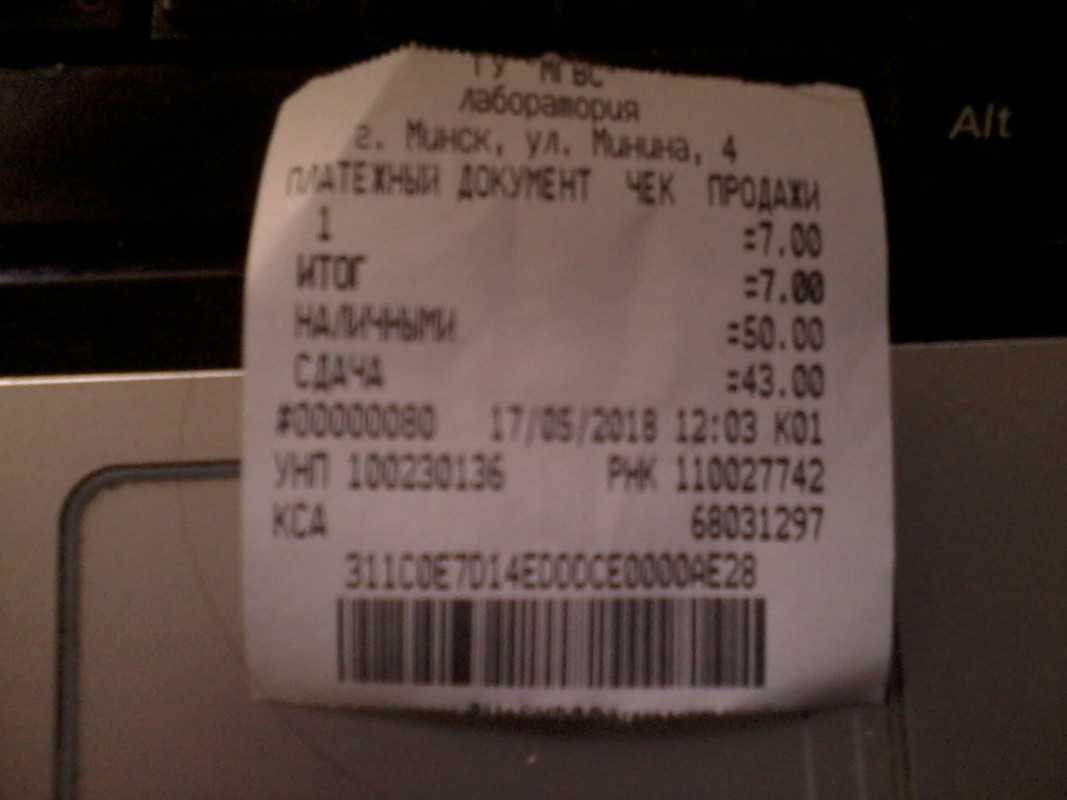 ГУ "МГВС"
лаборатория
г. Минск, ул. Минина, 4
ПЛАТЕЖНЫЙ ДОКУМЕНТ ЧЕК ПРОДАЖИ
1 =7.00
ИТОГ =7.00
НАЛИЧНЫМИ =50.00
СДАЧА =43.00
#00000080 17/05/2018 12:03 К01
УНП 100230136 РНК 110027742
КСА 68031297
Alt